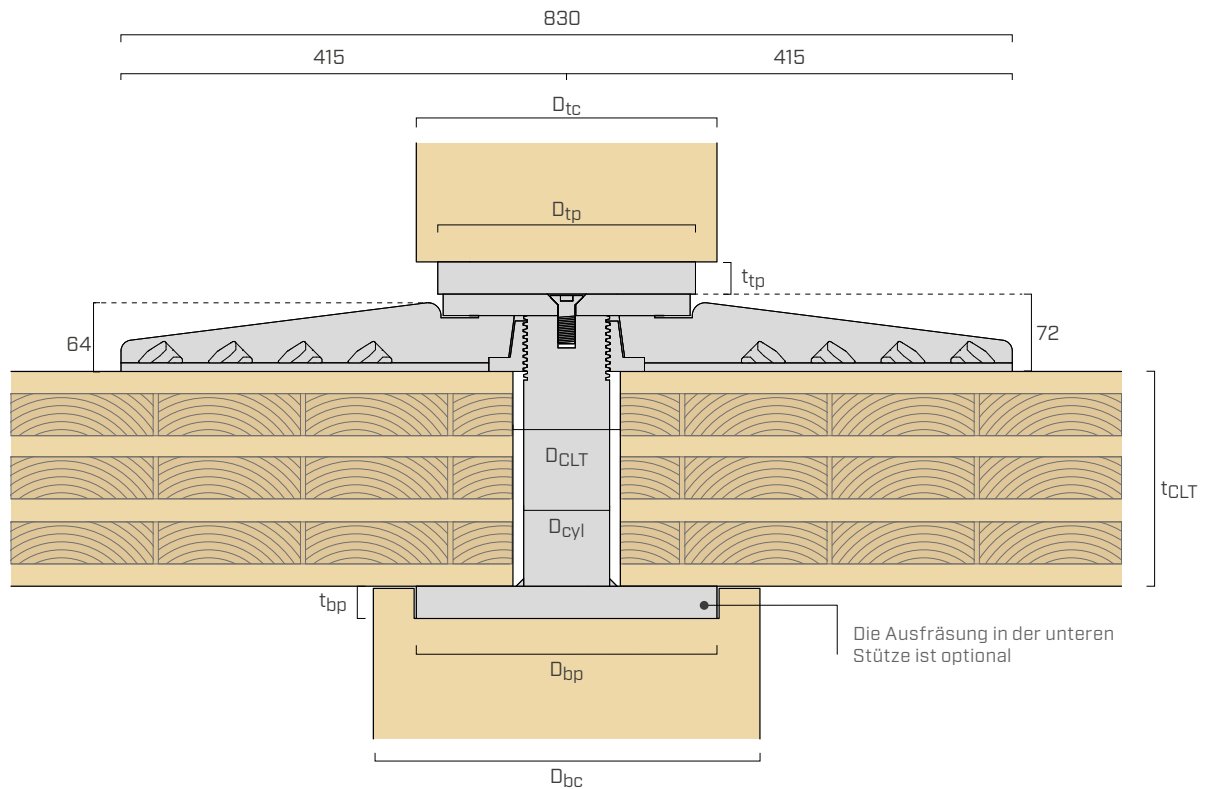 830
415 415
Dtc
Dtp
ttp
64
72
DCLT
tCLT
Dcyl
tbp
Die Ausfräsung in der unteren
Stütze ist optional
Dbp
Dbc